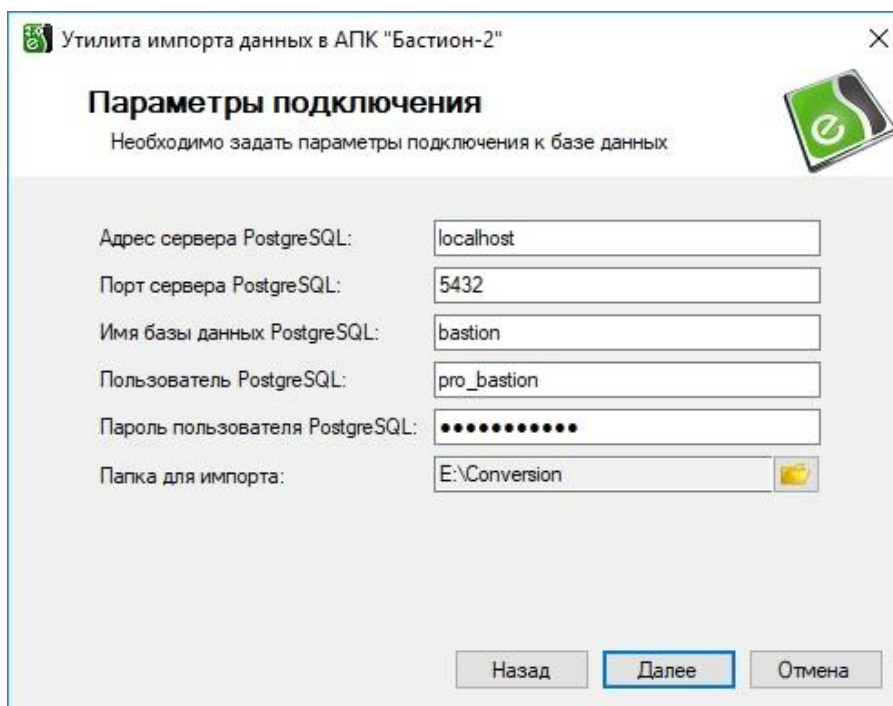 Утилита импорта данных в АПК "Бастион-2"
Параметры подключения
Необходимо задать параметры подключения к базе данных
Адрес сервера PostgreSQL: localhost
Порт сервера PostgreSQL: 5432
Имя базы данных PostgreSQL: bastion
Пользователь PostgreSQL: pro_bastion
Пароль пользователя PostgreSQL: ●●●●●●●●●●●
Папка для импорта: E:\Conversion
Назад Далее Отмена